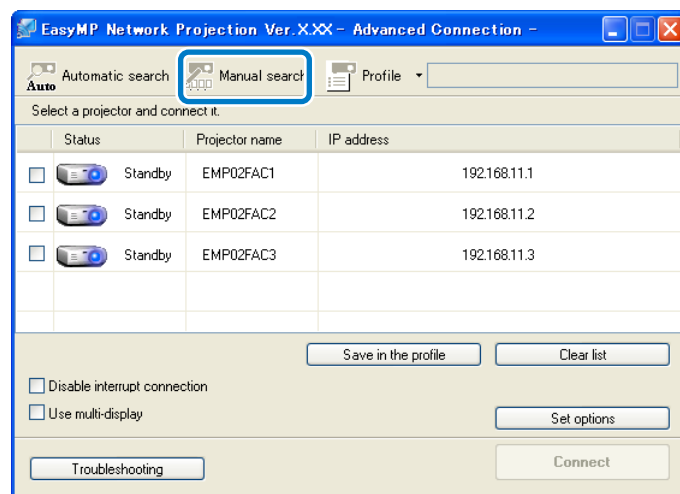 EasyMP Network Projection Ver.X.XX – Advanced Connection –
Auto Automatic search Manual search Profile
Select a projector and connect it.
Status Projector name IP address
Standby EMP02FAC1 192.168.11.1
Standby EMP02FAC2 192.168.11.2
Standby EMP02FAC3 192.168.11.3
Save in the profile Clear list
Disable interrupt connection
Use multi-display
Set options
Troubleshooting Connect